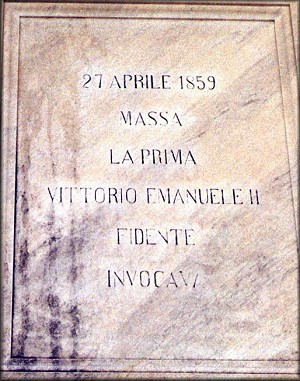 27 APRILE 1859
MASSA
LA PRIMA
VITTORIO EMANUELE II
FIDENTE
INVOCAVA